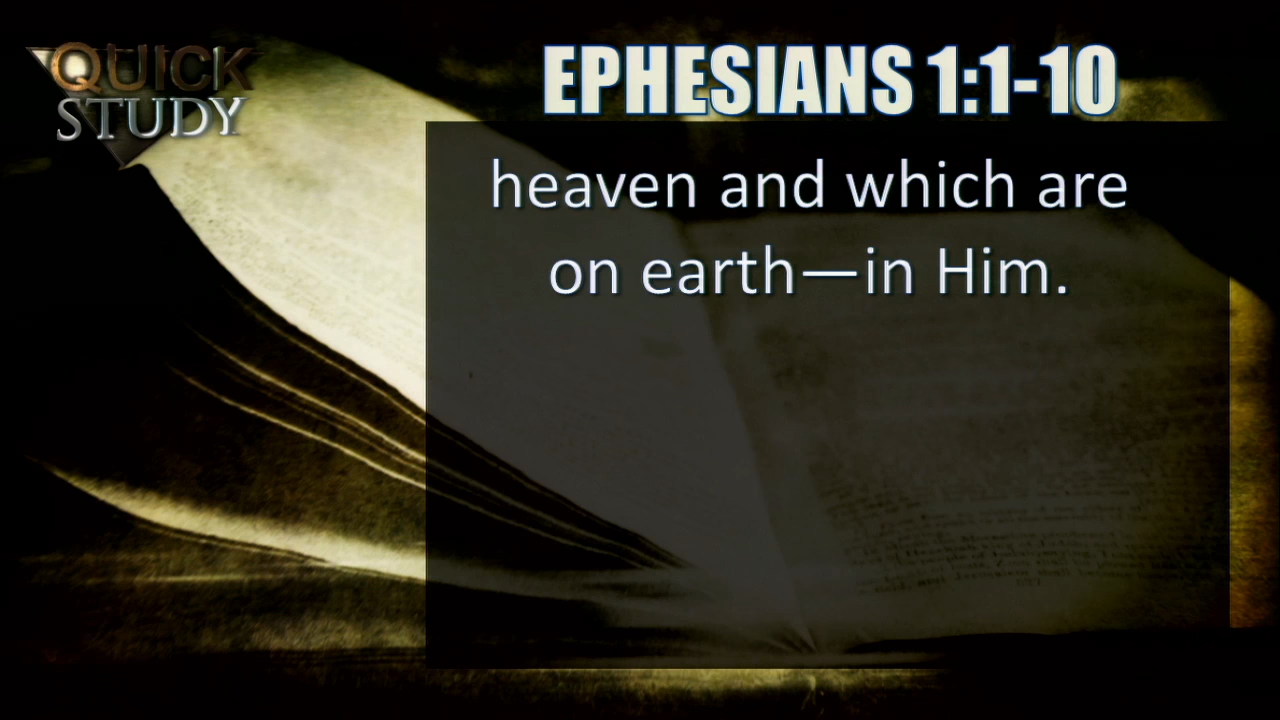 QUICK
STUDY
EPHESIANS 1:1-10
heaven and which are
on earth—in Him.